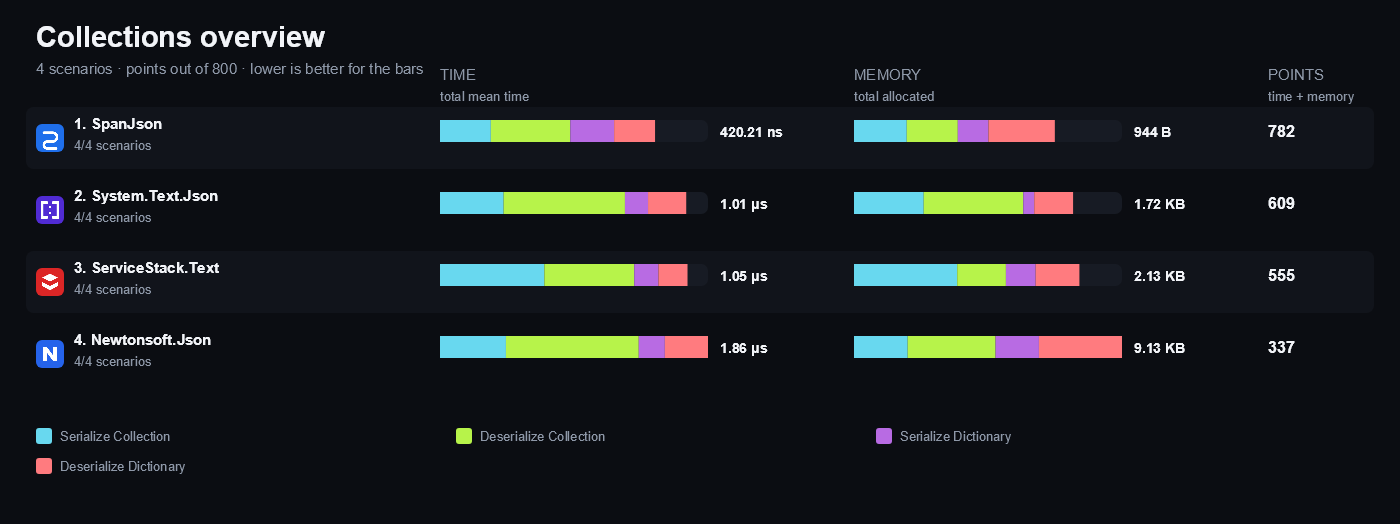 Collections overview
4 scenarios · points out of 800 · lower is better for the bars
TIME
total mean time
MEMORY
total allocated
POINTS
time + memory
1. SpanJson
4/4 scenarios
420.21 ns
944 B
782
2. System.Text.Json
4/4 scenarios
1.01 µs
1.72 KB
609
3. ServiceStack.Text
4/4 scenarios
1.05 µs
2.13 KB
555
N
4. Newtonsoft.Json
4/4 scenarios
1.86 µs
9.13 KB
337
Serialize Collection
Deserialize Collection
Serialize Dictionary
Deserialize Dictionary